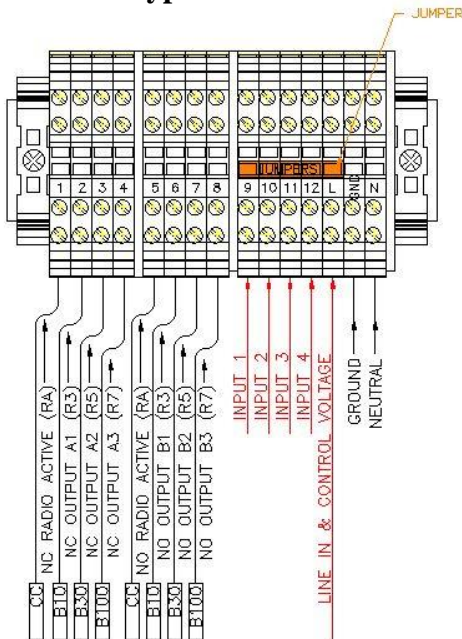 JUMPER
JUMPERS
1 2 3 4 5 6 7 8 9 10 11 12 L GND N
NC RADIO ACTIVE (RA)
NC OUTPUT A1 (R3)
NC OUTPUT A2 (R5)
NC OUTPUT A3 (R7)
NO RADIO ACTIVE (RA)
NO OUTPUT B1 (R3)
NO OUTPUT B2 (R5)
NO OUTPUT B3 (R7)
INPUT 1
INPUT 2
INPUT 3
INPUT 4
LINE IN & CONTROL VOLTAGE
GROUND
NEUTRAL
CC
B10
B30
B100
CC
B10
B30
B100